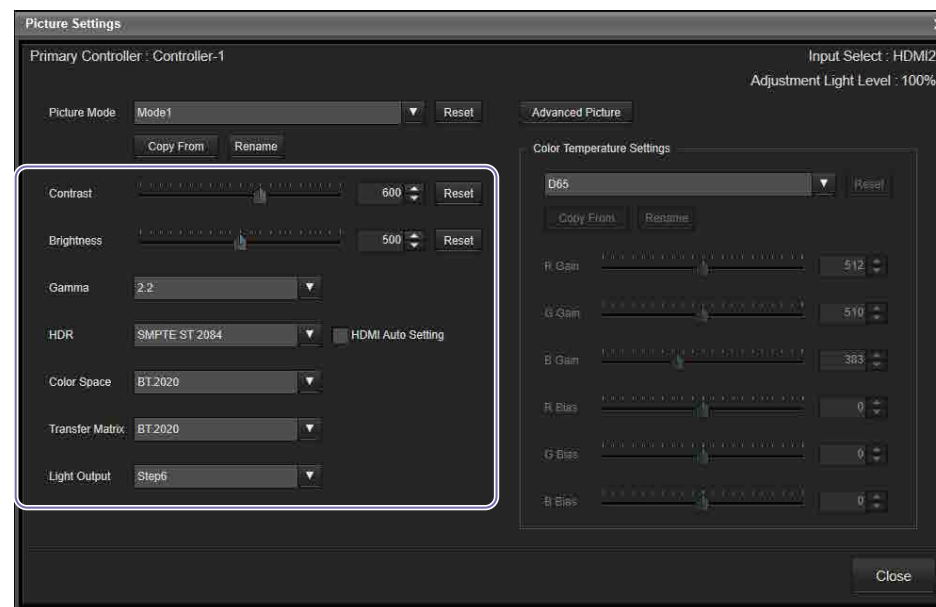 Picture Settings
Primary Controller : Controller-1
Input Select : HDMI2
Adjustment Light Level : 100%
Picture Mode Mode1 Reset
Copy From Rename
Contrast 600 Reset
Brightness 500 Reset
Gamma 2.2
HDR SMPTE ST 2084 HDMI Auto Setting
Color Space BT.2020
Transfer Matrix BT.2020
Light Output Step6
Advanced Picture
Color Temperature Settings
D65 Reset
Copy From Rename
R Gain 512
G Gain 510
B Gain 383
R Bias 0
G Bias 0
B Bias 0
Close